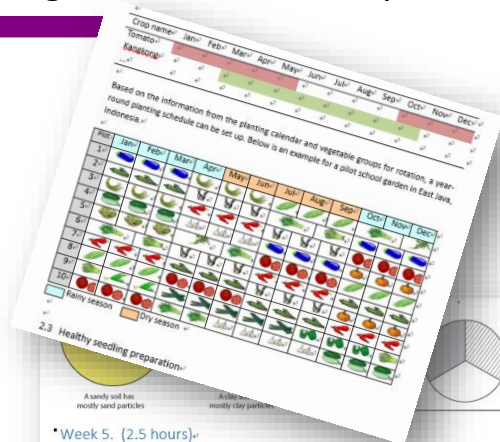 Crop name Jan Feb Mar Apr May Jun Jul Aug Sep Oct Nov Dec
Tomato
Kangkong
...
Based on the information from the planting calendar and vegetable groups for rotation, a year-
round planting schedule can be set up. Below is an example for a pilot school garden in East Java,
Indonesia.
Plot Jan Feb Mar Apr May Jun Jul Aug Sep Oct Nov Dec
1
2
3
4
5
6
7
8
9
10
Rainy season Dry season
2.3 Healthy seedling preparation
A sandy soil has
mostly sand particles
mostly clay particles
Week 5. (2.5 hours)